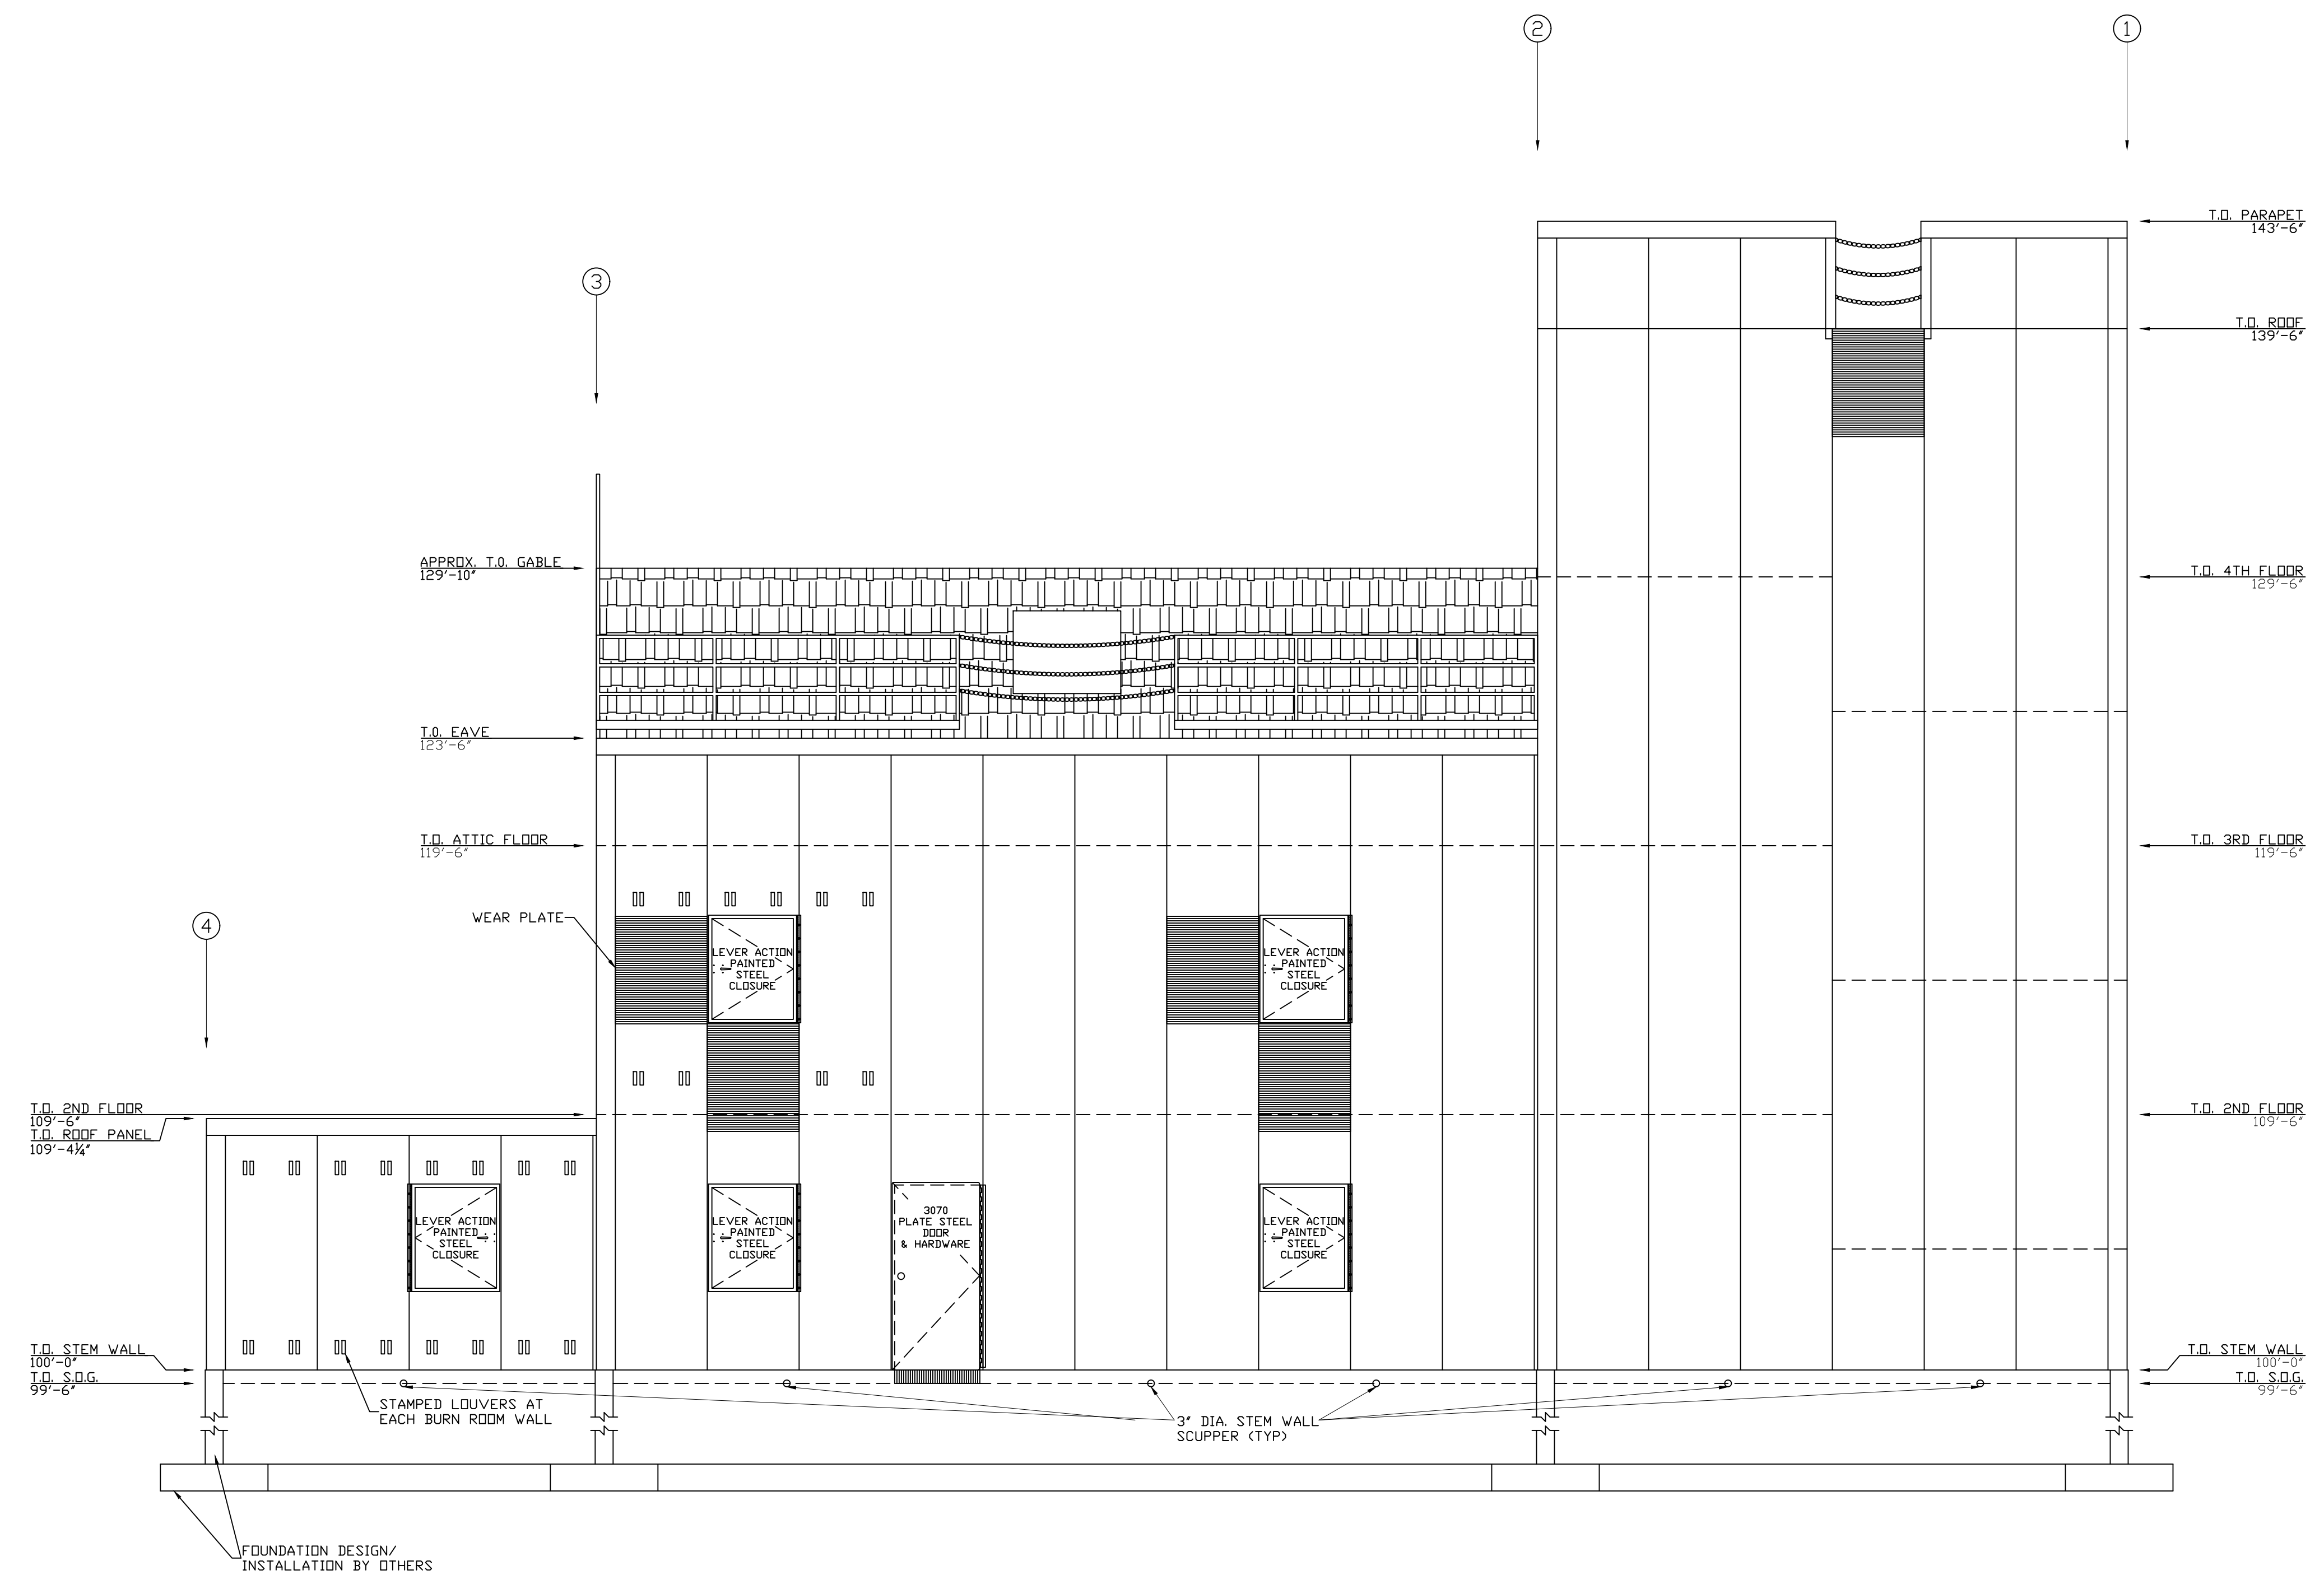 2
1
T.O. PARAPET
143'-6"
3
T.O. ROOF
139'-6"
APPROX. T.O. GABLE
129'-10"
T.O. 4TH FLOOR
129'-6"
T.O. EAVE
123'-6"
T.O. ATTIC FLOOR
119'-6"
T.O. 3RD FLOOR
119'-6"
WEAR PLATE
4
LEVER ACTION
PAINTED
STEEL
CLOSURE
LEVER ACTION
PAINTED
STEEL
CLOSURE
T.O. 2ND FLOOR
109'-6"
T.O. ROOF PANEL
109'-4¼"
T.O. 2ND FLOOR
109'-6"
LEVER ACTION
PAINTED
STEEL
CLOSURE
LEVER ACTION
PAINTED
STEEL
CLOSURE
3070
PLATE STEEL
DOOR
& HARDWARE
LEVER ACTION
PAINTED
STEEL
CLOSURE
T.O. STEM WALL
100'-0"
T.O. S.O.G.
99'-6"
T.O. STEM WALL
100'-0"
T.O. S.O.G.
99'-6"
STAMPED LOUVERS AT
EACH BURN ROOM WALL
3" DIA. STEM WALL
SCUPPER (TYP)
FOUNDATION DESIGN/
INSTALLATION BY OTHERS